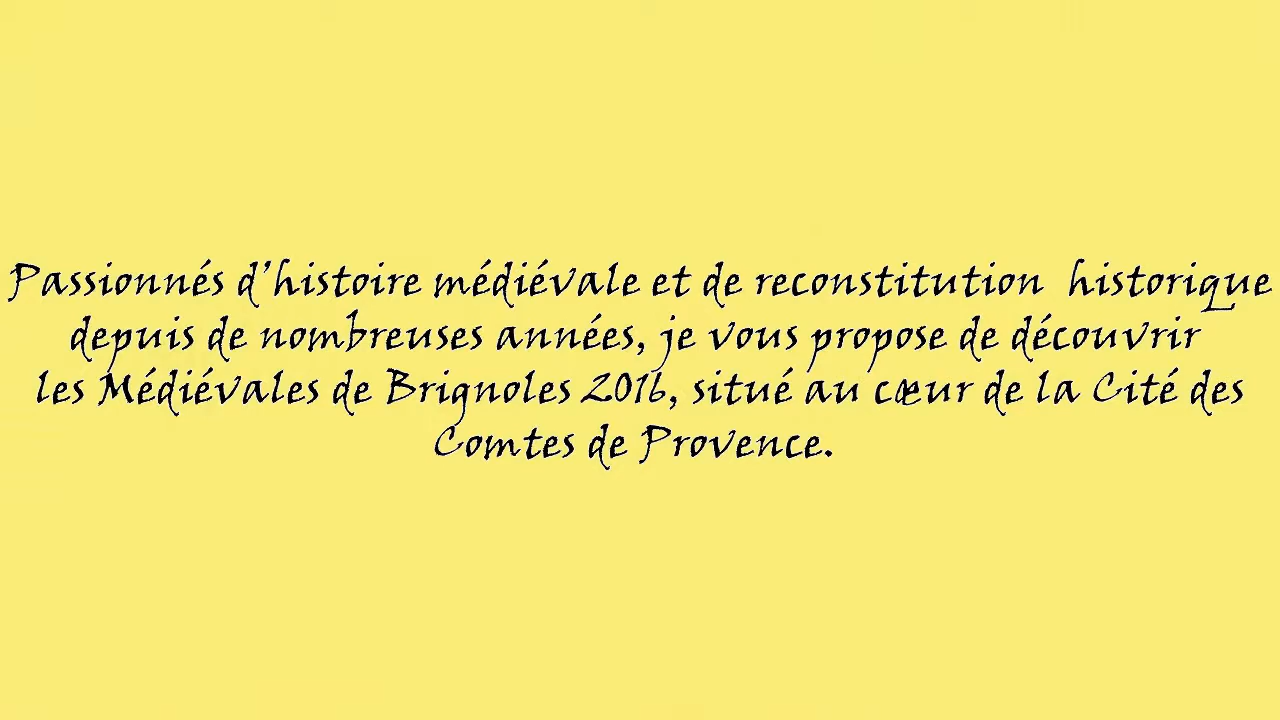 Passionnés d'histoire médiévale et de reconstitution  historique
depuis de nombreuses années, je vous propose de découvrir
les Médiévales de Brignoles 2016, situé au cœur de la Cité des
Comtes de Provence.